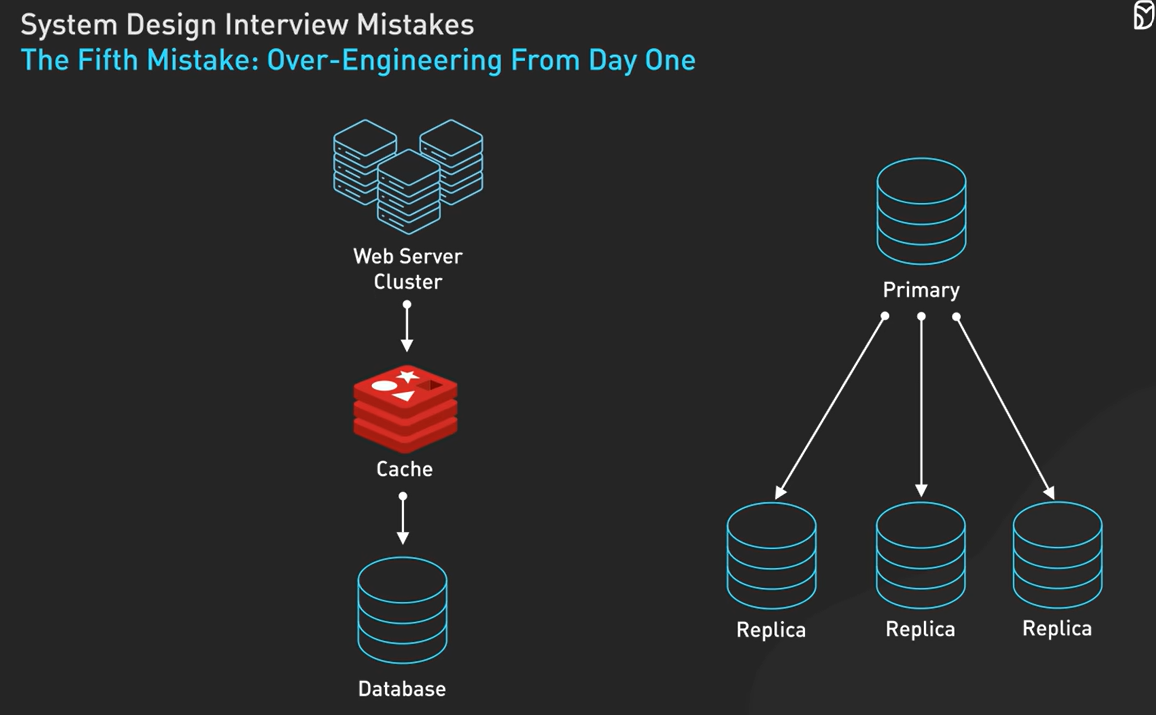 System Design Interview Mistakes
The Fifth Mistake: Over-Engineering From Day One
Web Server
Cluster
Cache
Database
Primary
Replica
Replica
Replica